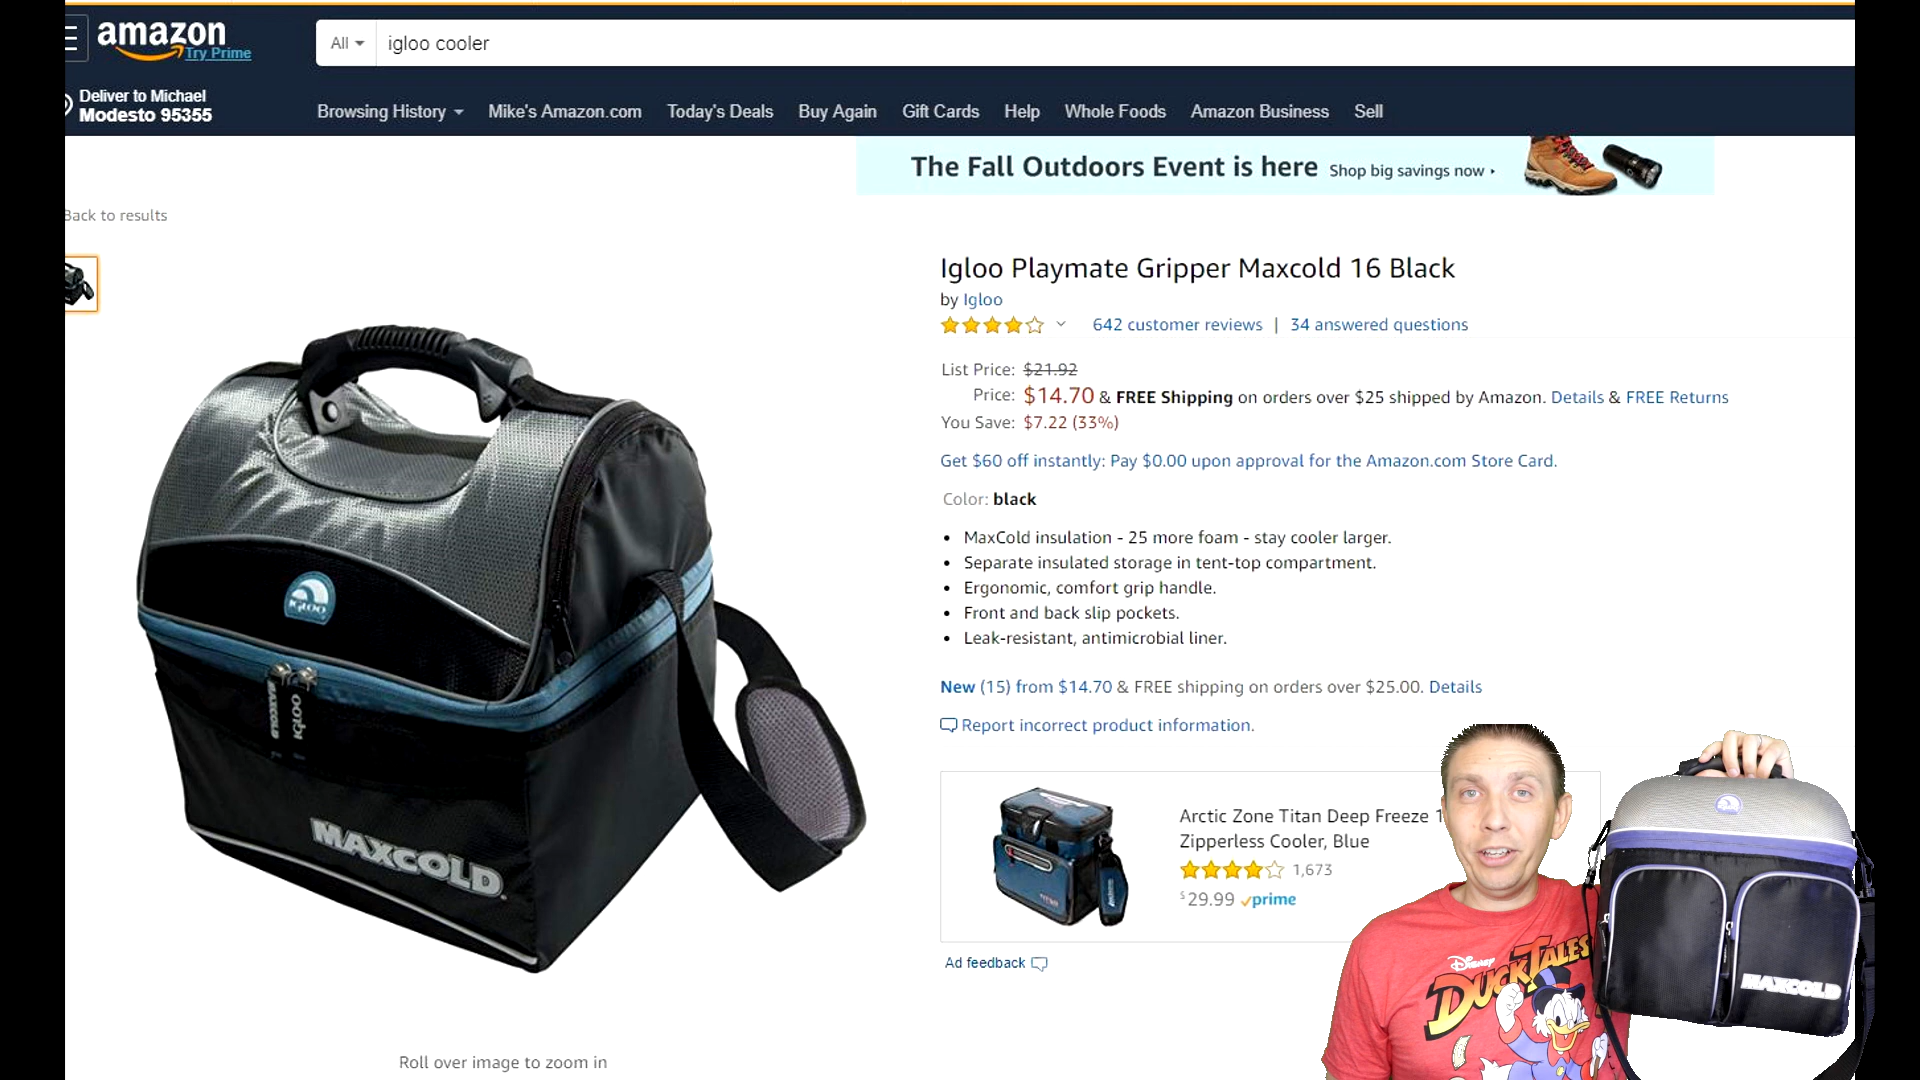 amazon
Try Prime
All
igloo cooler
Deliver to Michael
Modesto 95355
Browsing History
Mike's Amazon.com
Today's Deals
Buy Again
Gift Cards
Help
Whole Foods
Amazon Business
Sell
The Fall Outdoors Event is here Shop big savings now
Back to results
Igloo Playmate Gripper Maxcold 16 Black
by Igloo
642 customer reviews | 34 answered questions
List Price: $21.92
Price: $14.70 & FREE Shipping on orders over $25 shipped by Amazon. Details & FREE Returns
You Save: $7.22 (33%)
Get $60 off instantly: Pay $0.00 upon approval for the Amazon.com Store Card.
Color: black
• MaxCold insulation - 25 more foam - stay cooler larger.
• Separate insulated storage in tent-top compartment.
• Ergonomic, comfort grip handle.
• Front and back slip pockets.
• Leak-resistant, antimicrobial liner.
New (15) from $14.70 & FREE shipping on orders over $25.00. Details
Report incorrect product information.
IGLOO
MAXCOLD
IGLOO
MAXCOLD
Arctic Zone Titan Deep Freeze 1
Zipperless Cooler, Blue
1,673
$29.99 prime
Ad feedback
Disney
DUCKTALES
MAXCOLD
Roll over image to zoom in